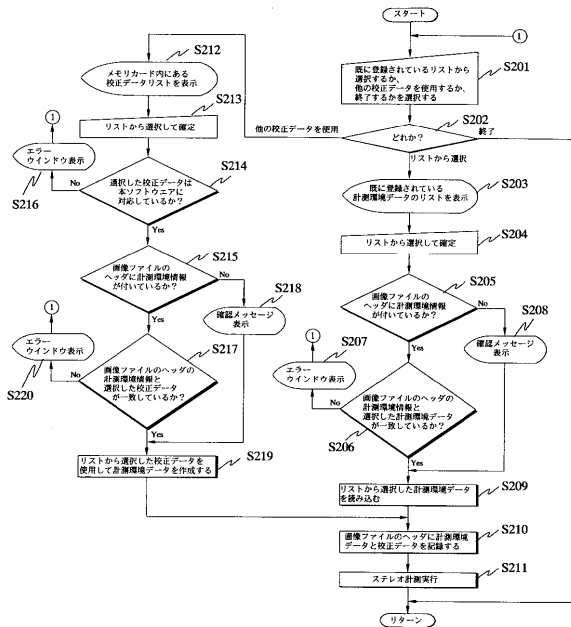 スタート
1
既に登録されているリストから
選択するか、
他の校正データを使用するか、
終了するかを選択する
S201
どれか?
S202
他の校正データを使用
終了
リストから選択
既に登録されている
計測環境データのリストを表示
S203
リストから選択して確定
S204
画像ファイルの
ヘッダに計測環境情報
が付いているか?
S205
No
Yes
確認メッセージ
表示
S208
1
エラー
ウインドウ表示
S207
No
画像ファイルのヘッダの
計測環境情報と
選択した計測環境データ
が一致しているか?
S206
Yes
リストから選択した計測環境データ
を読み込む
S209
画像ファイルのヘッダに計測環境
データと校正データを記録する
S210
ステレオ計測実行
S211
リターン
S212
メモリカード内にある
校正データリストを表示
S213
リストから選択して確定
1
エラー
ウインドウ表示
S216
No
選択した校正データは
本ソフトウエアに
対応しているか?
S214
Yes
画像ファイルの
ヘッダに計測環境情報
が付いているか?
S215
No
Yes
確認メッセージ
表示
S218
1
エラー
ウインドウ表示
S220
No
画像ファイルのヘッダの
計測環境情報と
選択した校正データ
が一致しているか?
S217
Yes
リストから選択した校正データを
使用して計測環境データを作成する
S219